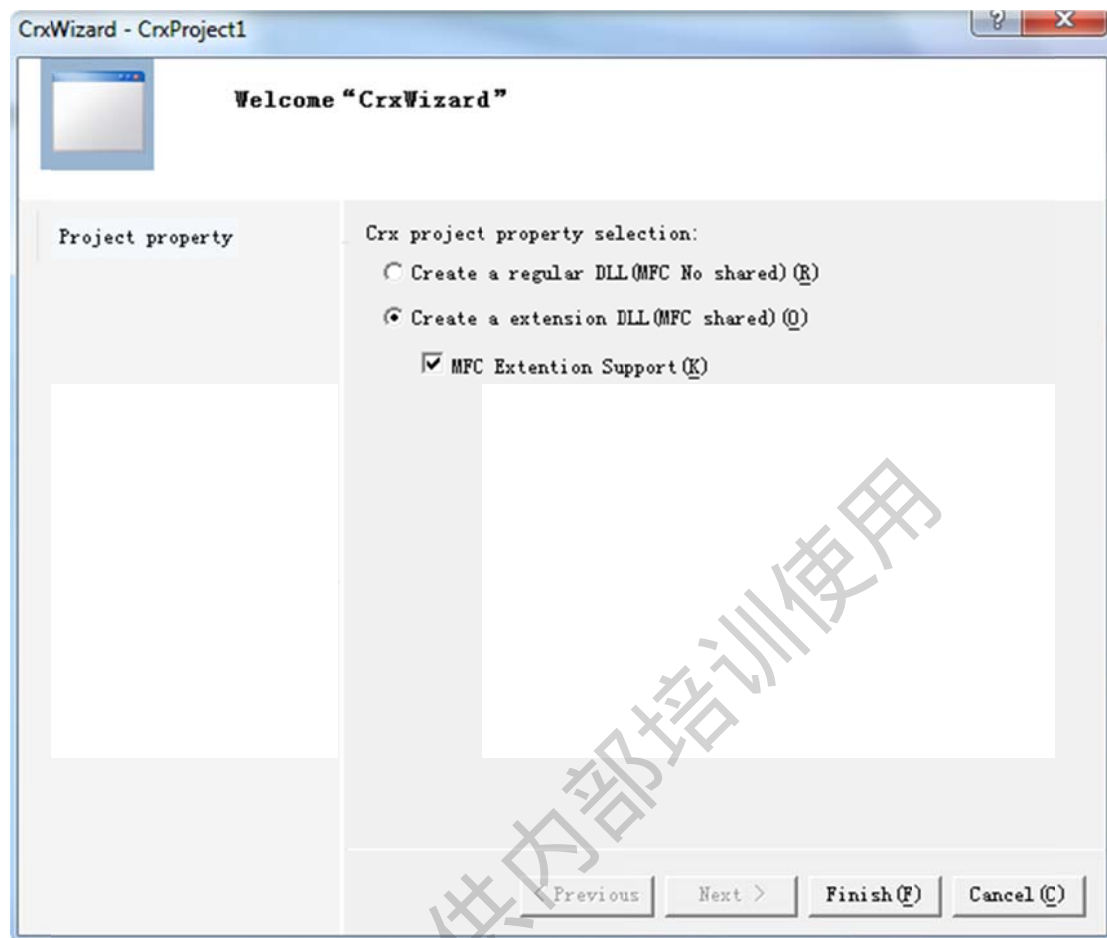 CrxWizard - CrxProject1
Welcome “CrxWizard”
Project property
Crx project property selection:
Create a regular DLL(MFC No shared)(R)
Create a extension DLL(MFC shared)(O)
MFC Extention Support(K)
供内部培训使用
< Previous
Next >
Finish(F)
Cancel(C)